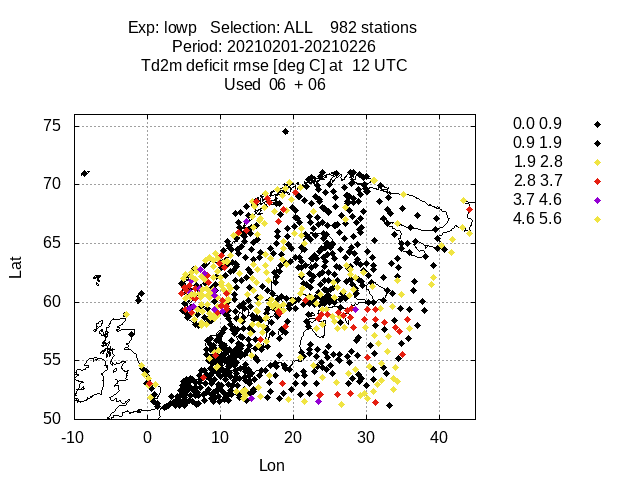 Exp: lowp   Selection: ALL    982 stations
Period: 20210201-20210226
Td2m deficit rmse [deg C] at  12 UTC
Used  06  + 06
75
70
65
60
55
50
Lat
-10 0 10 20 30 40
Lon
0.0 0.9
0.9 1.9
1.9 2.8
2.8 3.7
3.7 4.6
4.6 5.6